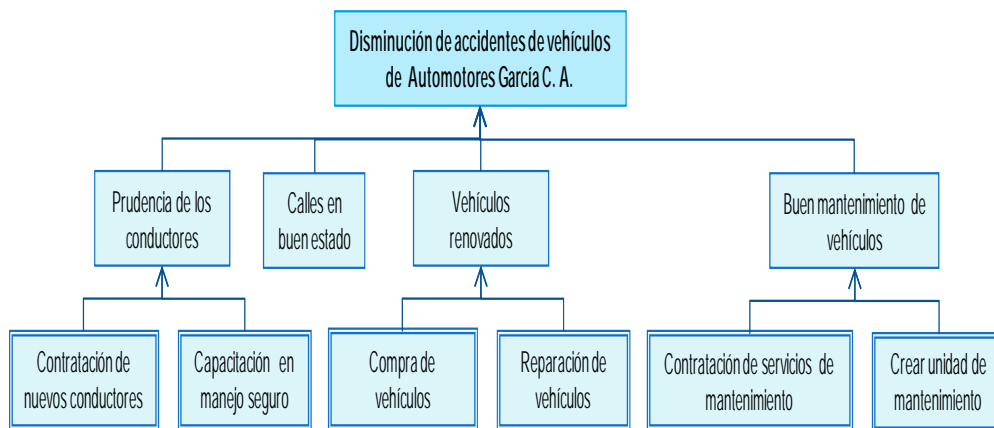 Disminución de accidentes de vehículos
de Automotores García C. A.
Prudencia de los
conductores
Calles en
buen estado
Vehículos
renovados
Buen mantenimiento de
vehículos
Contratación de
nuevos conductores
Capacitación en
manejo seguro
Compra de
vehículos
Reparación de
vehículos
Contratación de servicios de
mantenimiento
Crear unidad de
mantenimiento